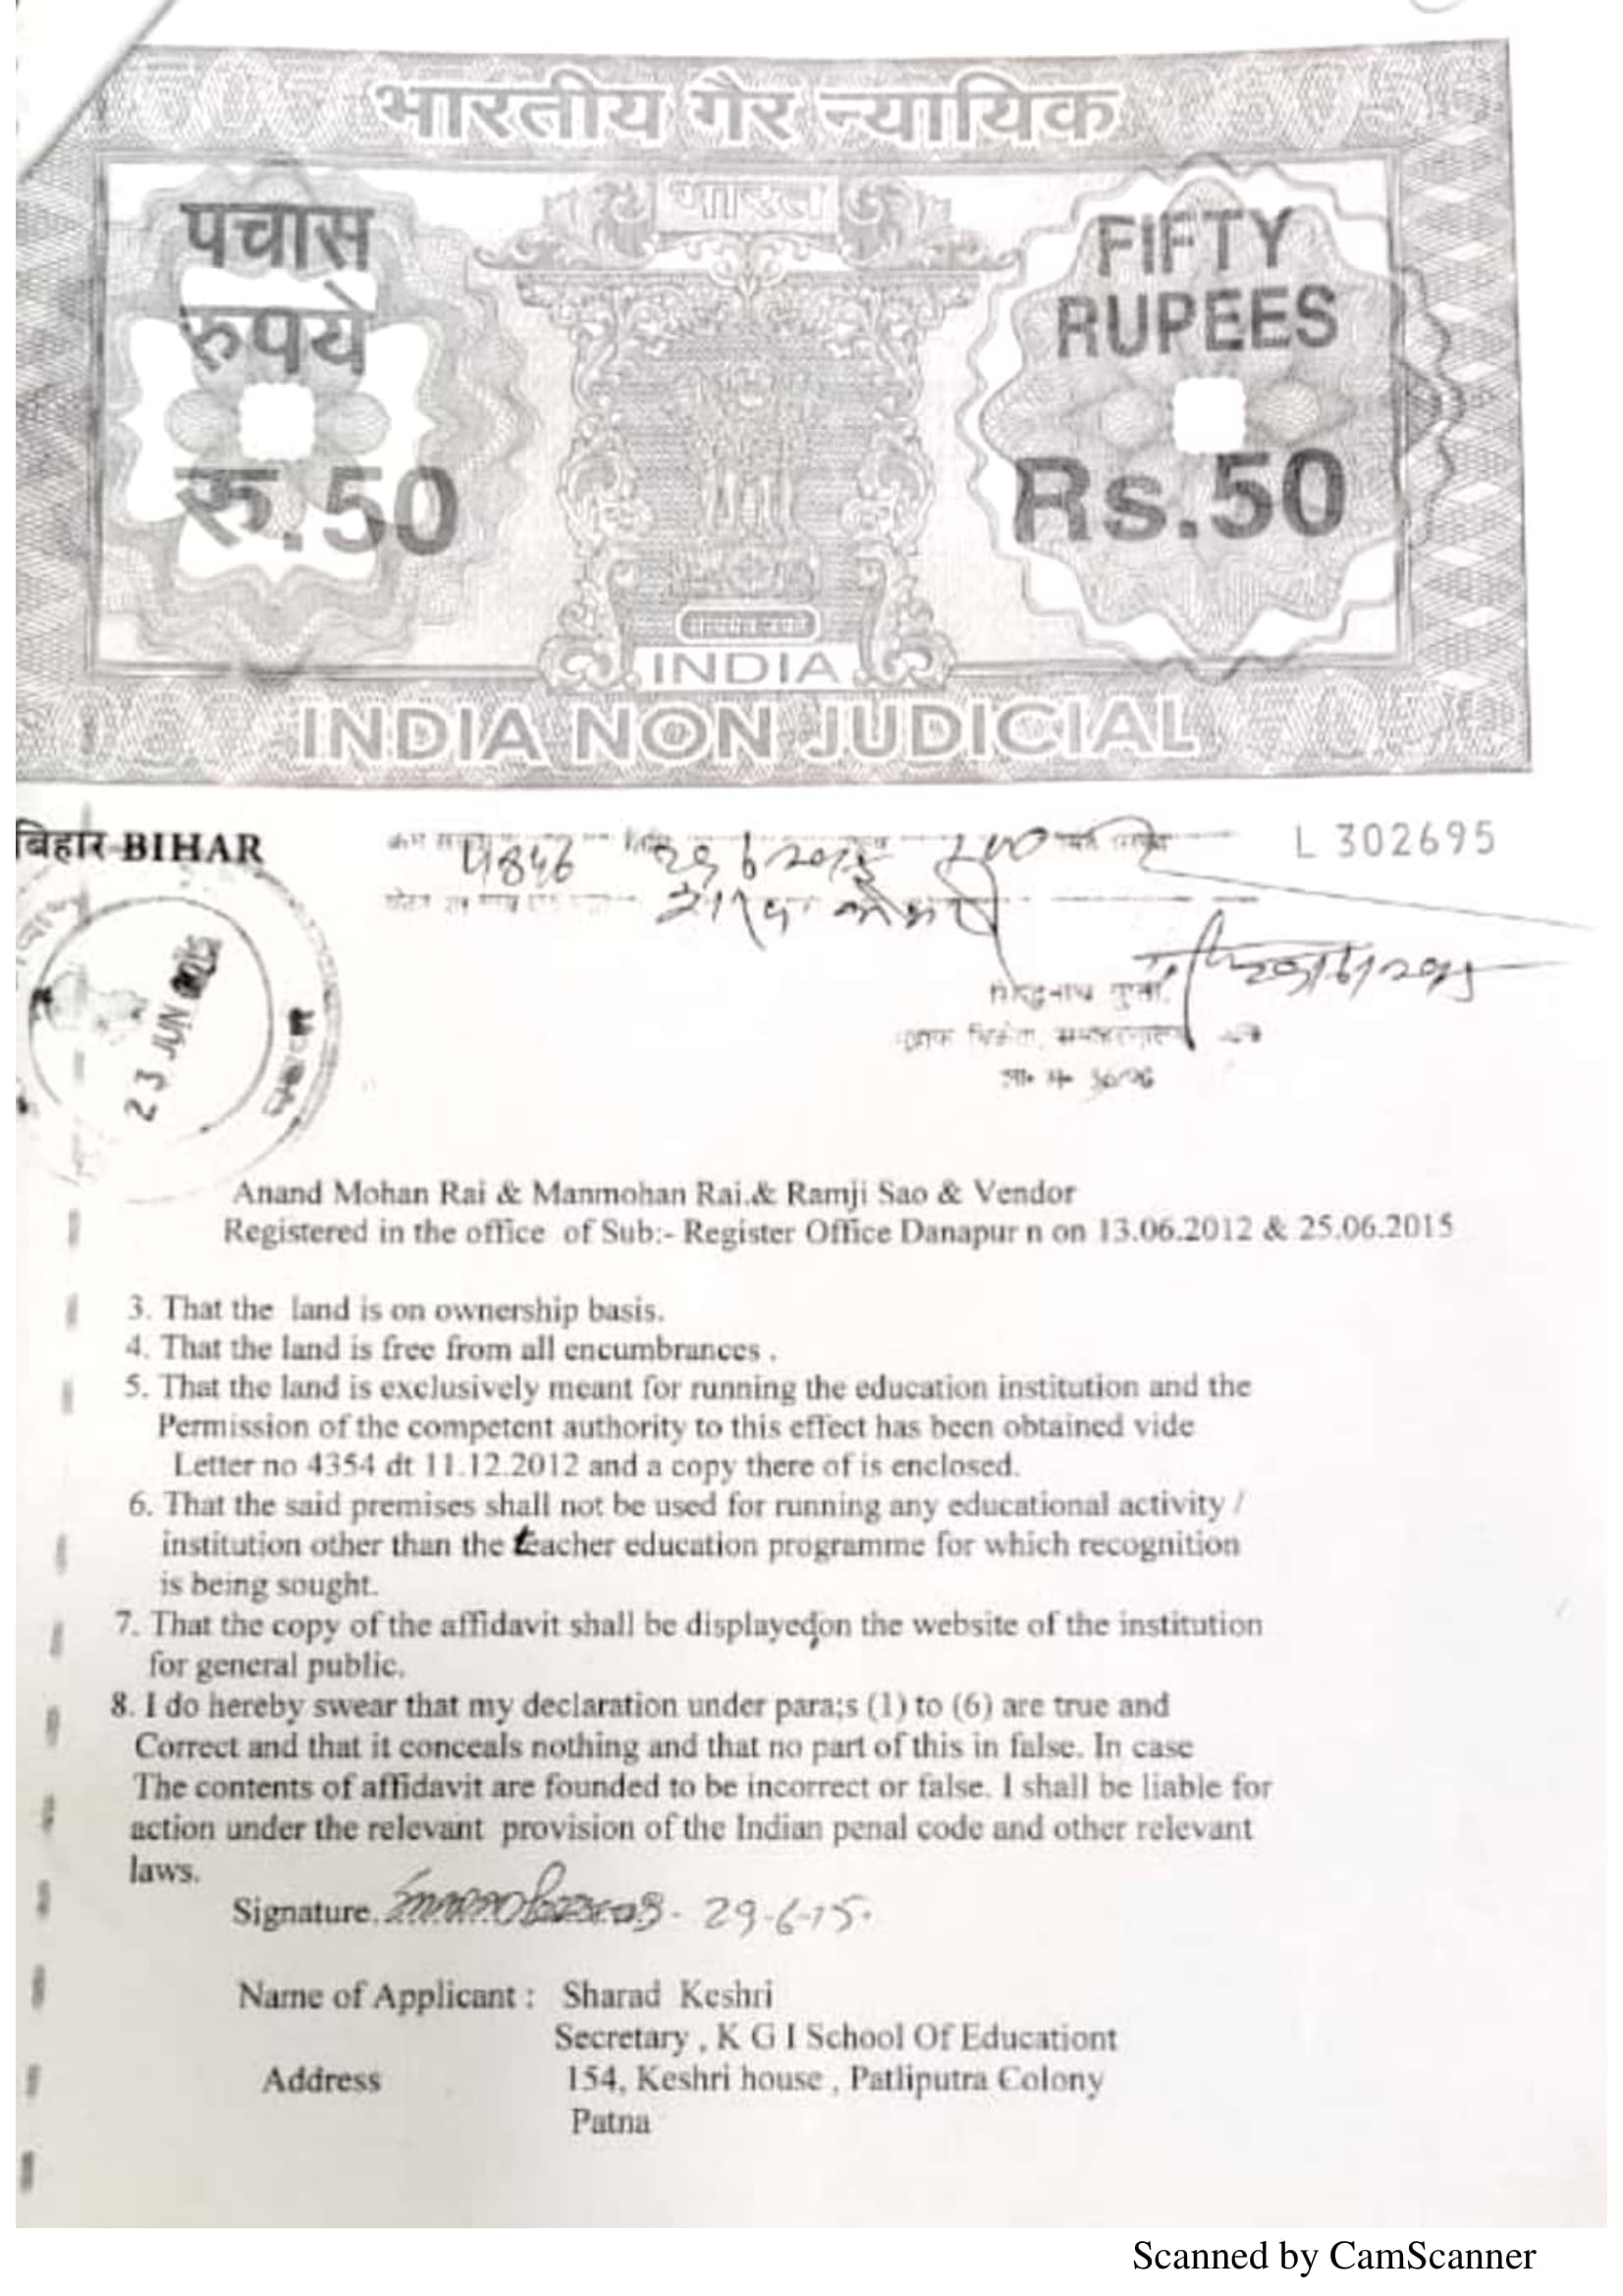 भारतीय गैर न्यायिक
भारत
पचास
रुपये
रु.50
FIFTY
RUPEES
Rs.50
INDIA
INDIA NON JUDICIAL
बिहार BIHAR
L 302695
4846 29 6 2015
23 JUN 2015
Anand Mohan Rai & Manmohan Rai.& Ramji Sao & Vendor
Registered in the office of Sub:- Register Office Danapur n on 13.06.2012 & 25.06.2015
3. That the land is on ownership basis.
4. That the land is free from all encumbrances .
5. That the land is exclusively meant for running the education institution and the
Permission of the competent authority to this effect has been obtained vide
Letter no 4354 dt 11.12.2012 and a copy there of is enclosed.
6. That the said premises shall not be used for running any educational activity /
institution other than the teacher education programme for which recognition
is being sought.
7. That the copy of the affidavit shall be displayed,on the website of the institution
for general public.
8. I do hereby swear that my declaration under para;s (1) to (6) are true and
Correct and that it conceals nothing and that no part of this in false. In case
The contents of affidavit are founded to be incorrect or false. I shall be liable for
action under the relevant provision of the Indian penal code and other relevant
laws.
Signature. 29-6-15.
Name of Applicant : Sharad Keshri
Secretary , K G I School Of Educationt
Address 154, Keshri house , Patliputra Colony
Patna
Scanned by CamScanner